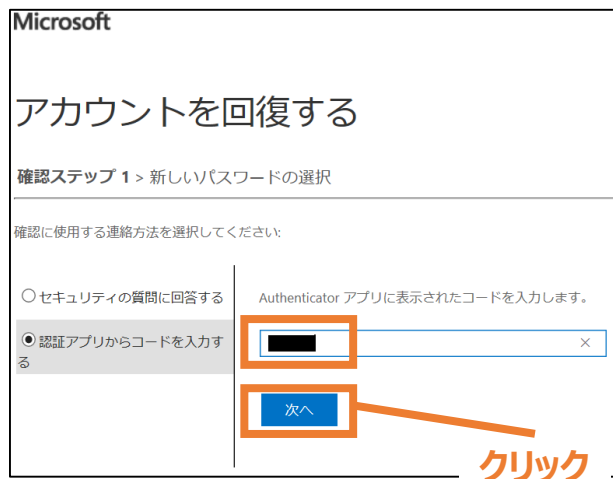 Microsoft
アカウントを回復する
確認ステップ 1 > 新しいパスワードの選択
確認に使用する連絡方法を選択してください:
セキュリティの質問に回答する
認証アプリからコードを入力す
る
Authenticator アプリに表示されたコードを入力します。
次へ
クリック